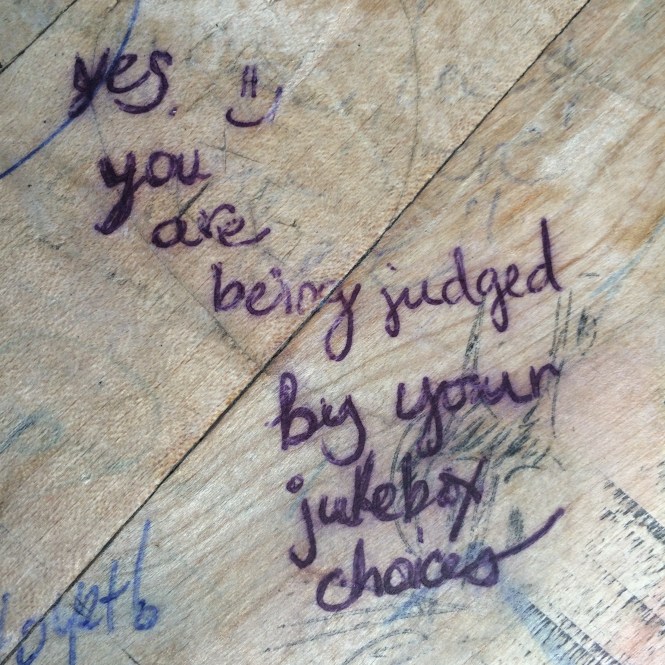 yes. :)
you
are
being judged
by your
jukebox
choices